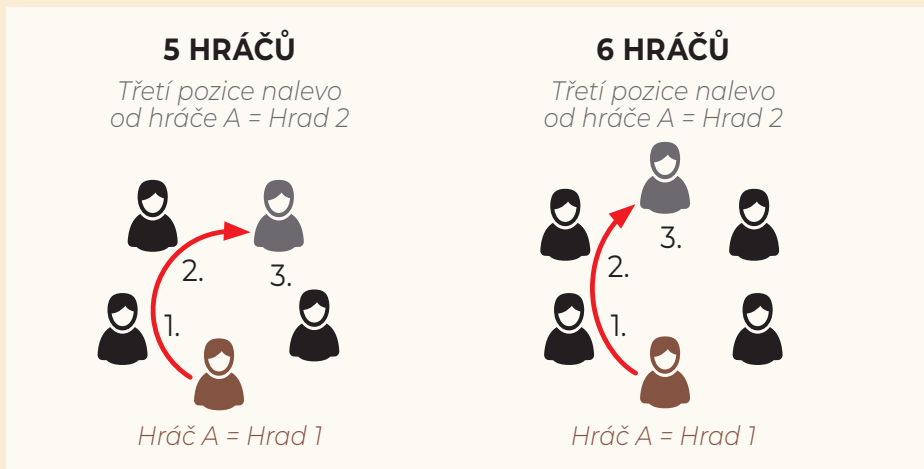 5 HRÁČŮ
Třetí pozice nalevo
od hráče A = Hrad 2
2.
3.
1.
Hráč A = Hrad 1
6 HRÁČŮ
Třetí pozice nalevo
od hráče A = Hrad 2
3.
2.
1.
Hráč A = Hrad 1